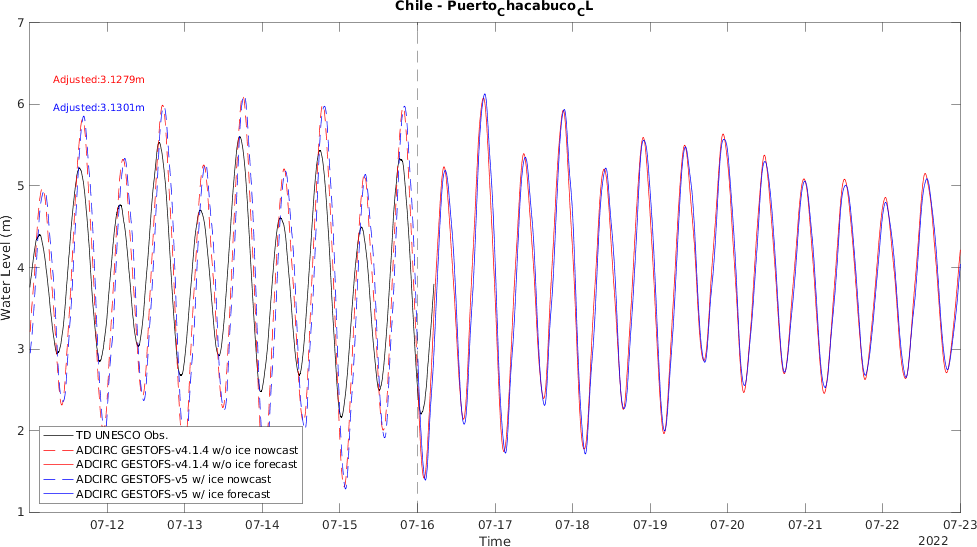 Chile - Puerto_Chacabuco_CL
7
Adjusted:3.1279m
6
Adjusted:3.1301m
5
4
3
2
1
Water Level (m)
TD UNESCO Obs.
ADCIRC GESTOFS-v4.1.4 w/o ice nowcast
ADCIRC GESTOFS-v4.1.4 w/o ice forecast
ADCIRC GESTOFS-v5 w/ ice nowcast
ADCIRC GESTOFS-v5 w/ ice forecast
07-12 07-13 07-14 07-15 07-16 07-17 07-18 07-19 07-20 07-21 07-22 07-23
Time
2022